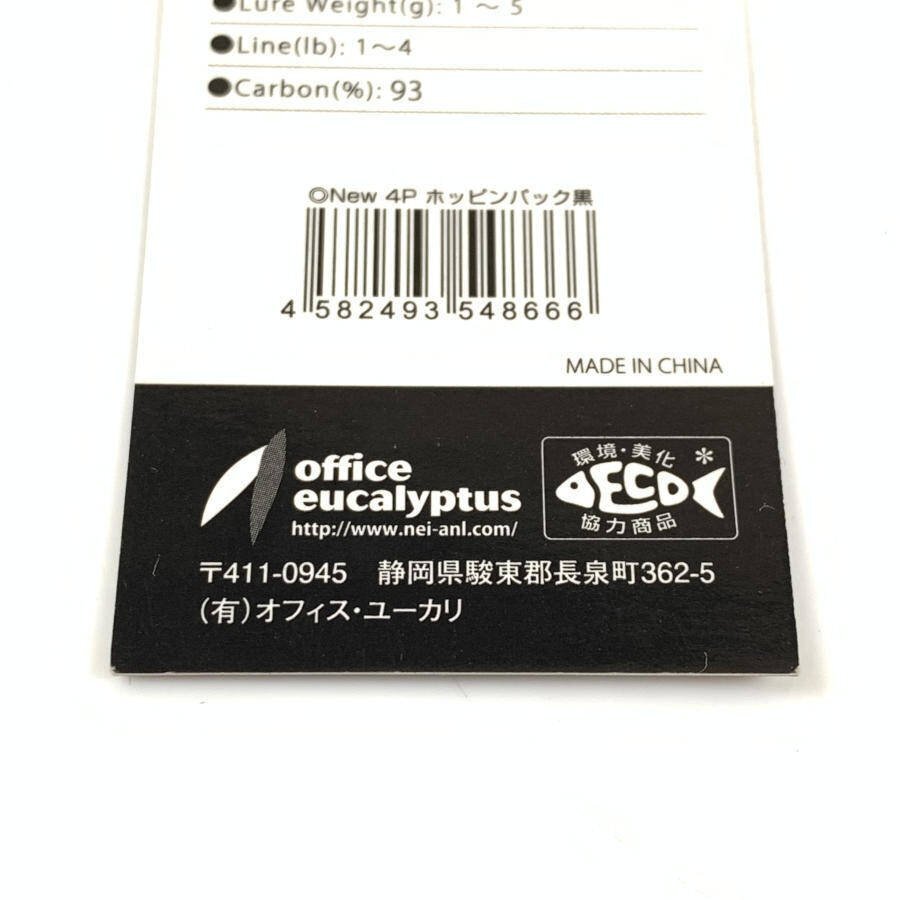 ●Lure Weight(g): 1 ～ 5
●Line(lb): 1～4
●Carbon(%): 93
◎New 4P ホッピンパック黒
4 582493 548666
MADE IN CHINA
office
eucalyptus
http://www.nei-anl.com/
環境・美化
ECO
協力商品
〒411-0945 静岡県駿東郡長泉町362-5
(有)オフィス・ユーカリ